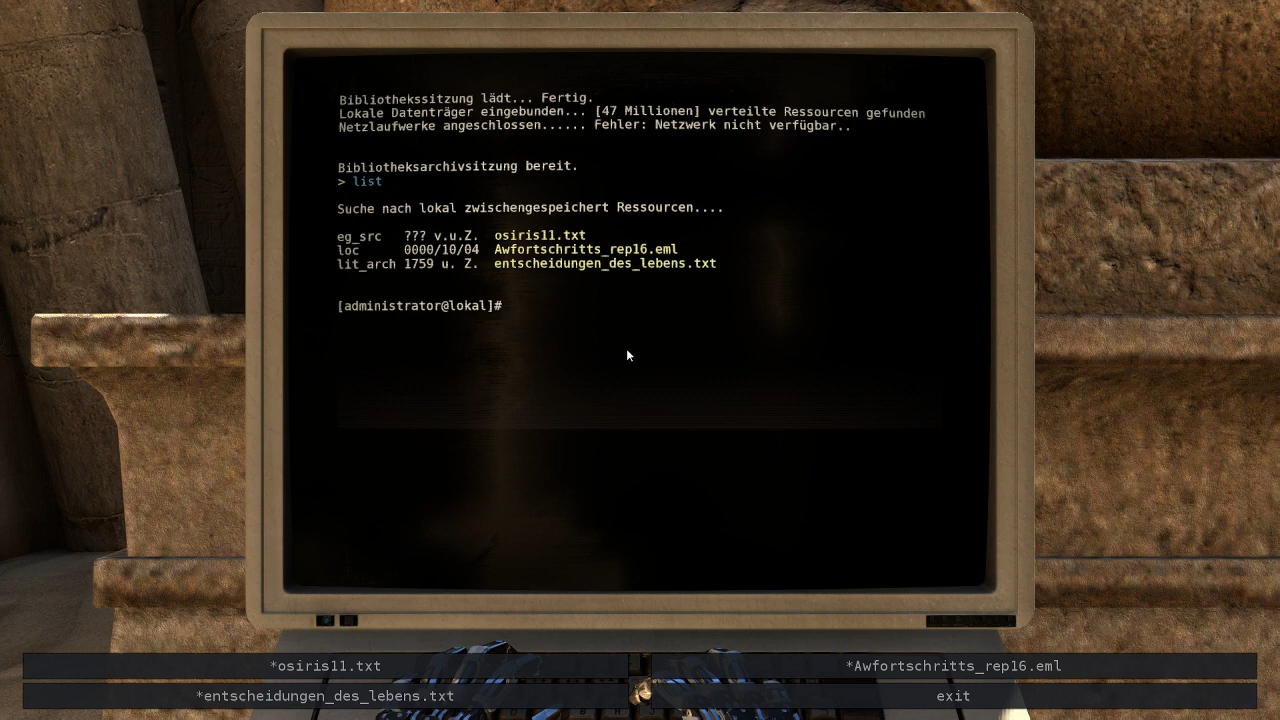 Bibliothekssitzung lädt... Fertig.
Lokale Datenträger eingebunden... [47 Millionen] verteilte Ressourcen gefunden
Netzlaufwerke angeschlossen...... Fehler: Netzwerk nicht verfügbar..
Bibliotheksarchivsitzung bereit.
> list
Suche nach lokal zwischengespeichert Ressourcen....
eg_src ??? v.u.Z. osiris11.txt
loc 0000/10/04 Awfortschritts_rep16.eml
lit_arch 1759 u. Z. entscheidungen_des_lebens.txt
[administrator@lokal]#
*osiris11.txt
*Awfortschritts_rep16.eml
*entscheidungen_des_lebens.txt
exit